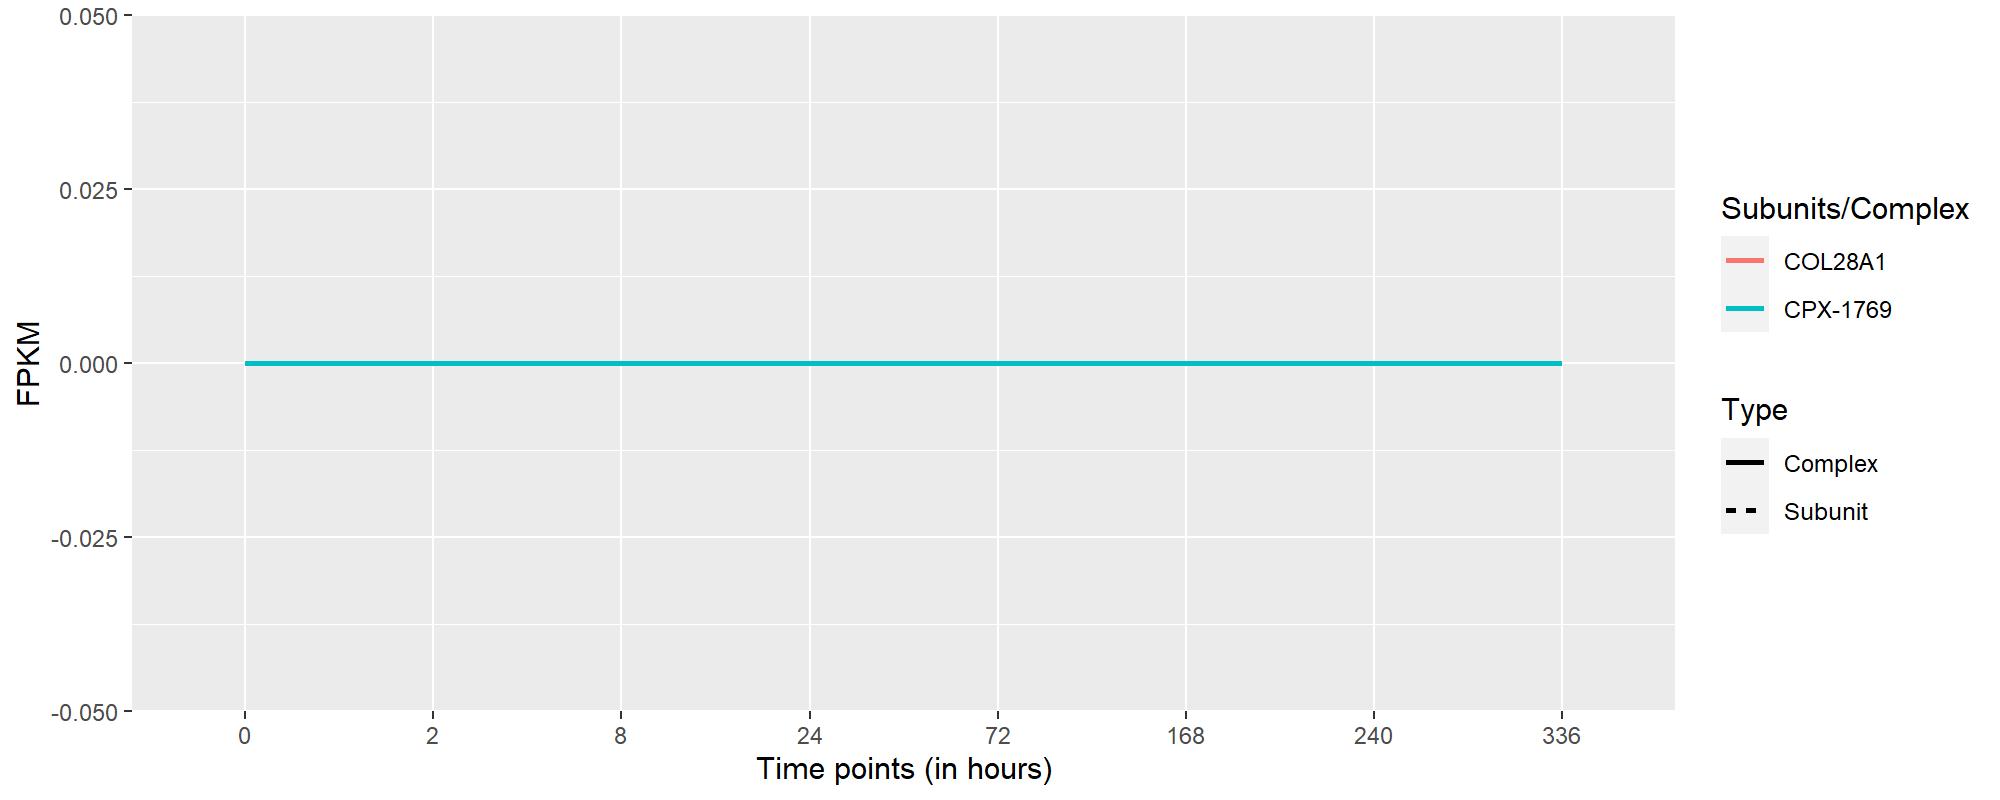 0.050
0.025
0.000
-0.025
-0.050
FPKM
0 2 8 24 72 168 240 336
Time points (in hours)
Subunits/Complex
COL28A1
CPX-1769
Type
Complex
Subunit